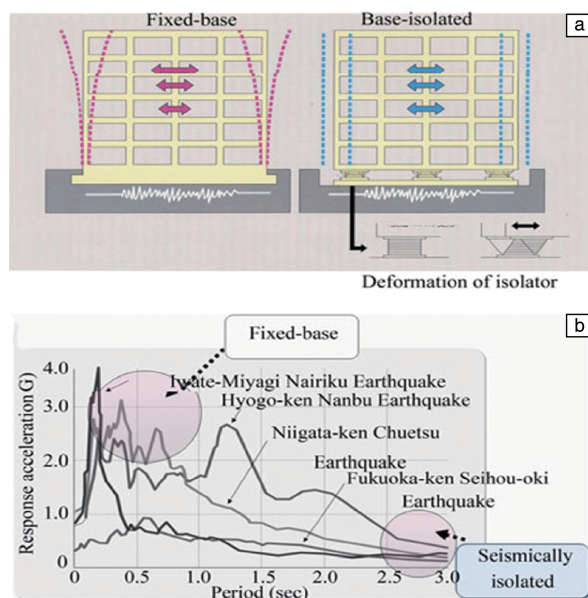 Fixed-base
Base-isolated
a
Deformation of isolator
b
Fixed-base
Iwate-Miyagi Nairiku Earthquake
Hyogo-ken Nanbu Earthquake
Niigata-ken Chuetsu
Earthquake
Fukuoka-ken Seihou-oki
Earthquake
Response acceleration G)
4.0
3.0
2.0
1.0
0
0
0.5
1.0
1.5
2.0
3.0
Period (sec)
Seismically
isolated